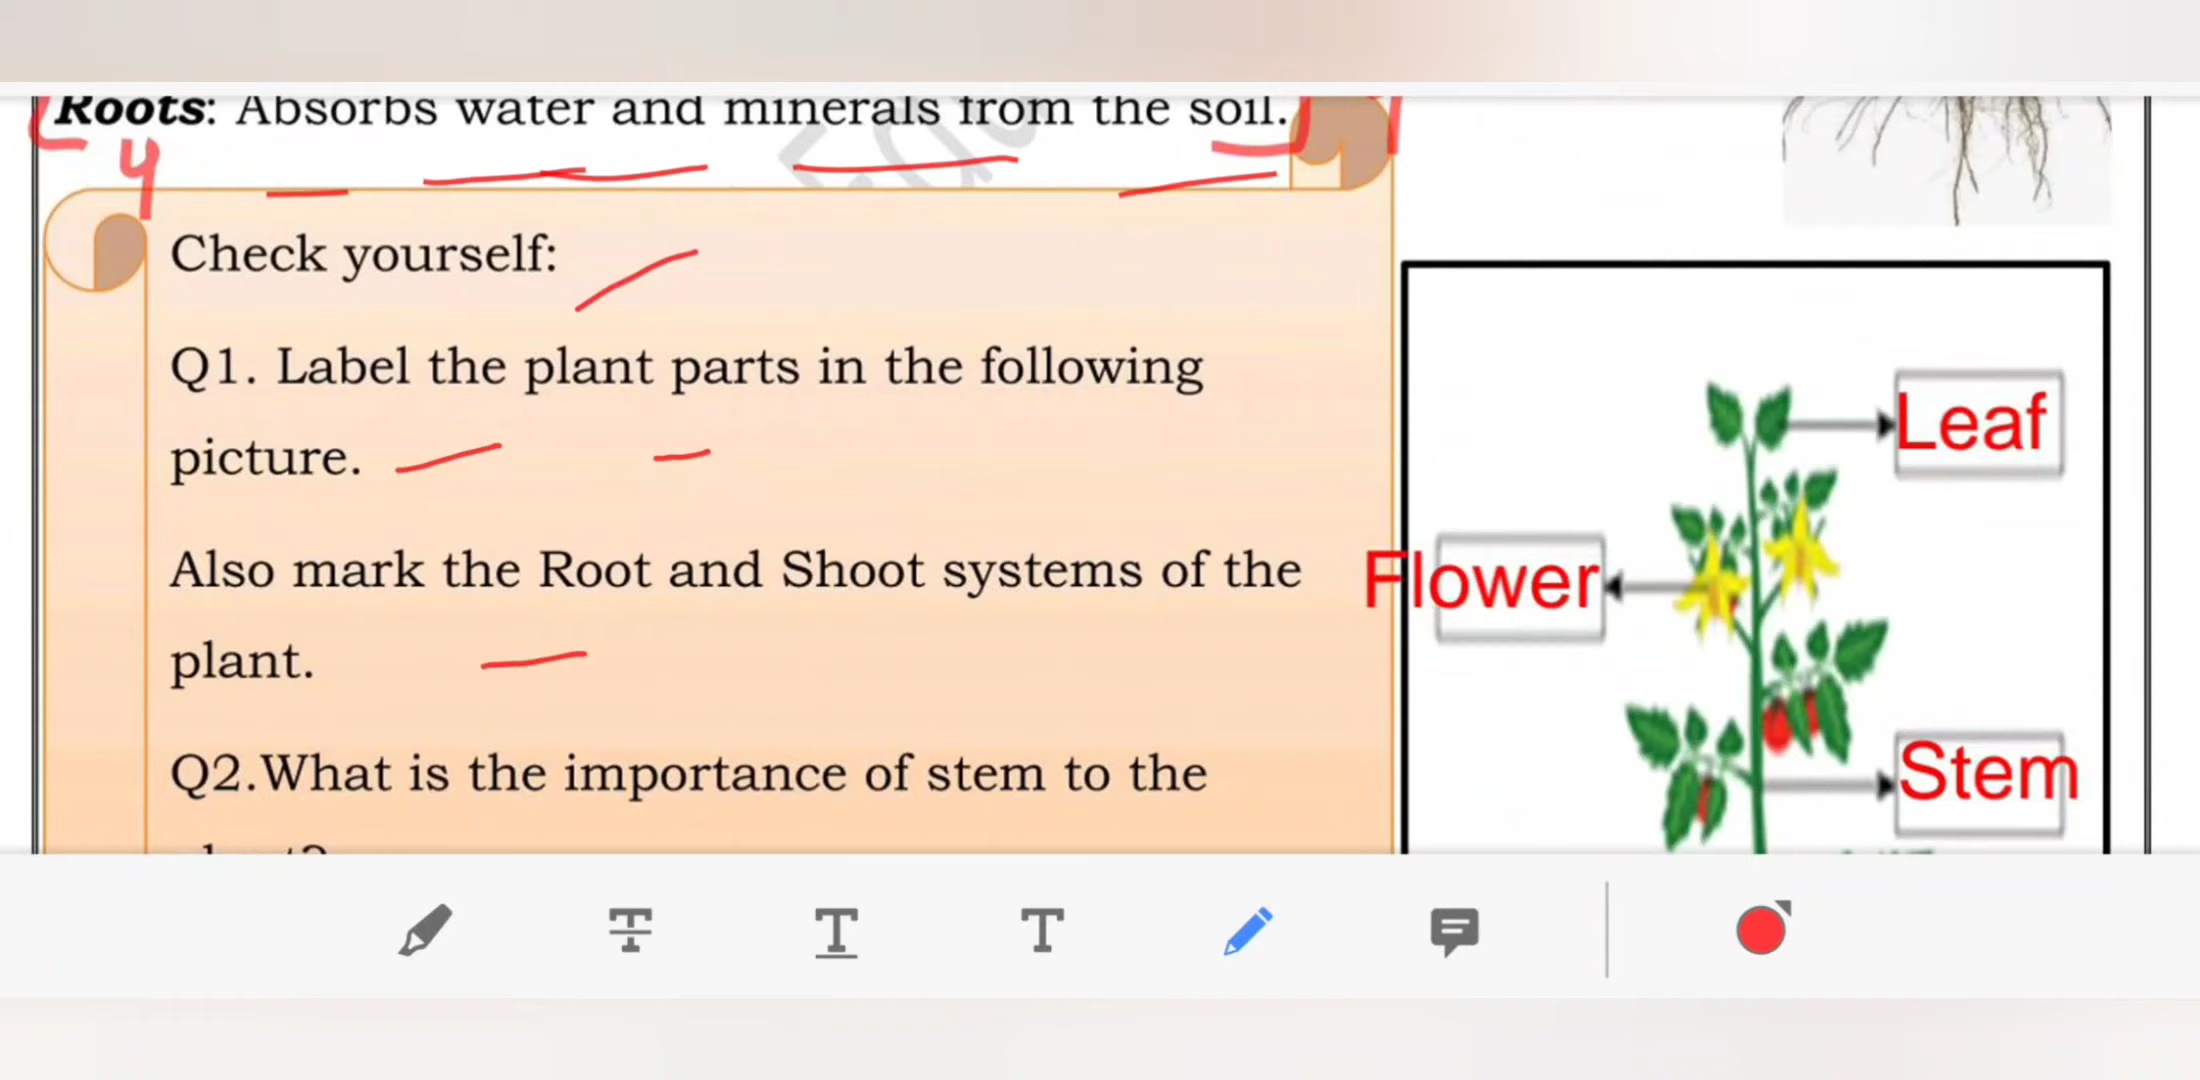 Roots: Absorbs water and minerals from the soil.
4
Check yourself:
Q1. Label the plant parts in the following
picture.
Also mark the Root and Shoot systems of the
plant.
Q2.What is the importance of stem to the
Leaf
Flower
Stem